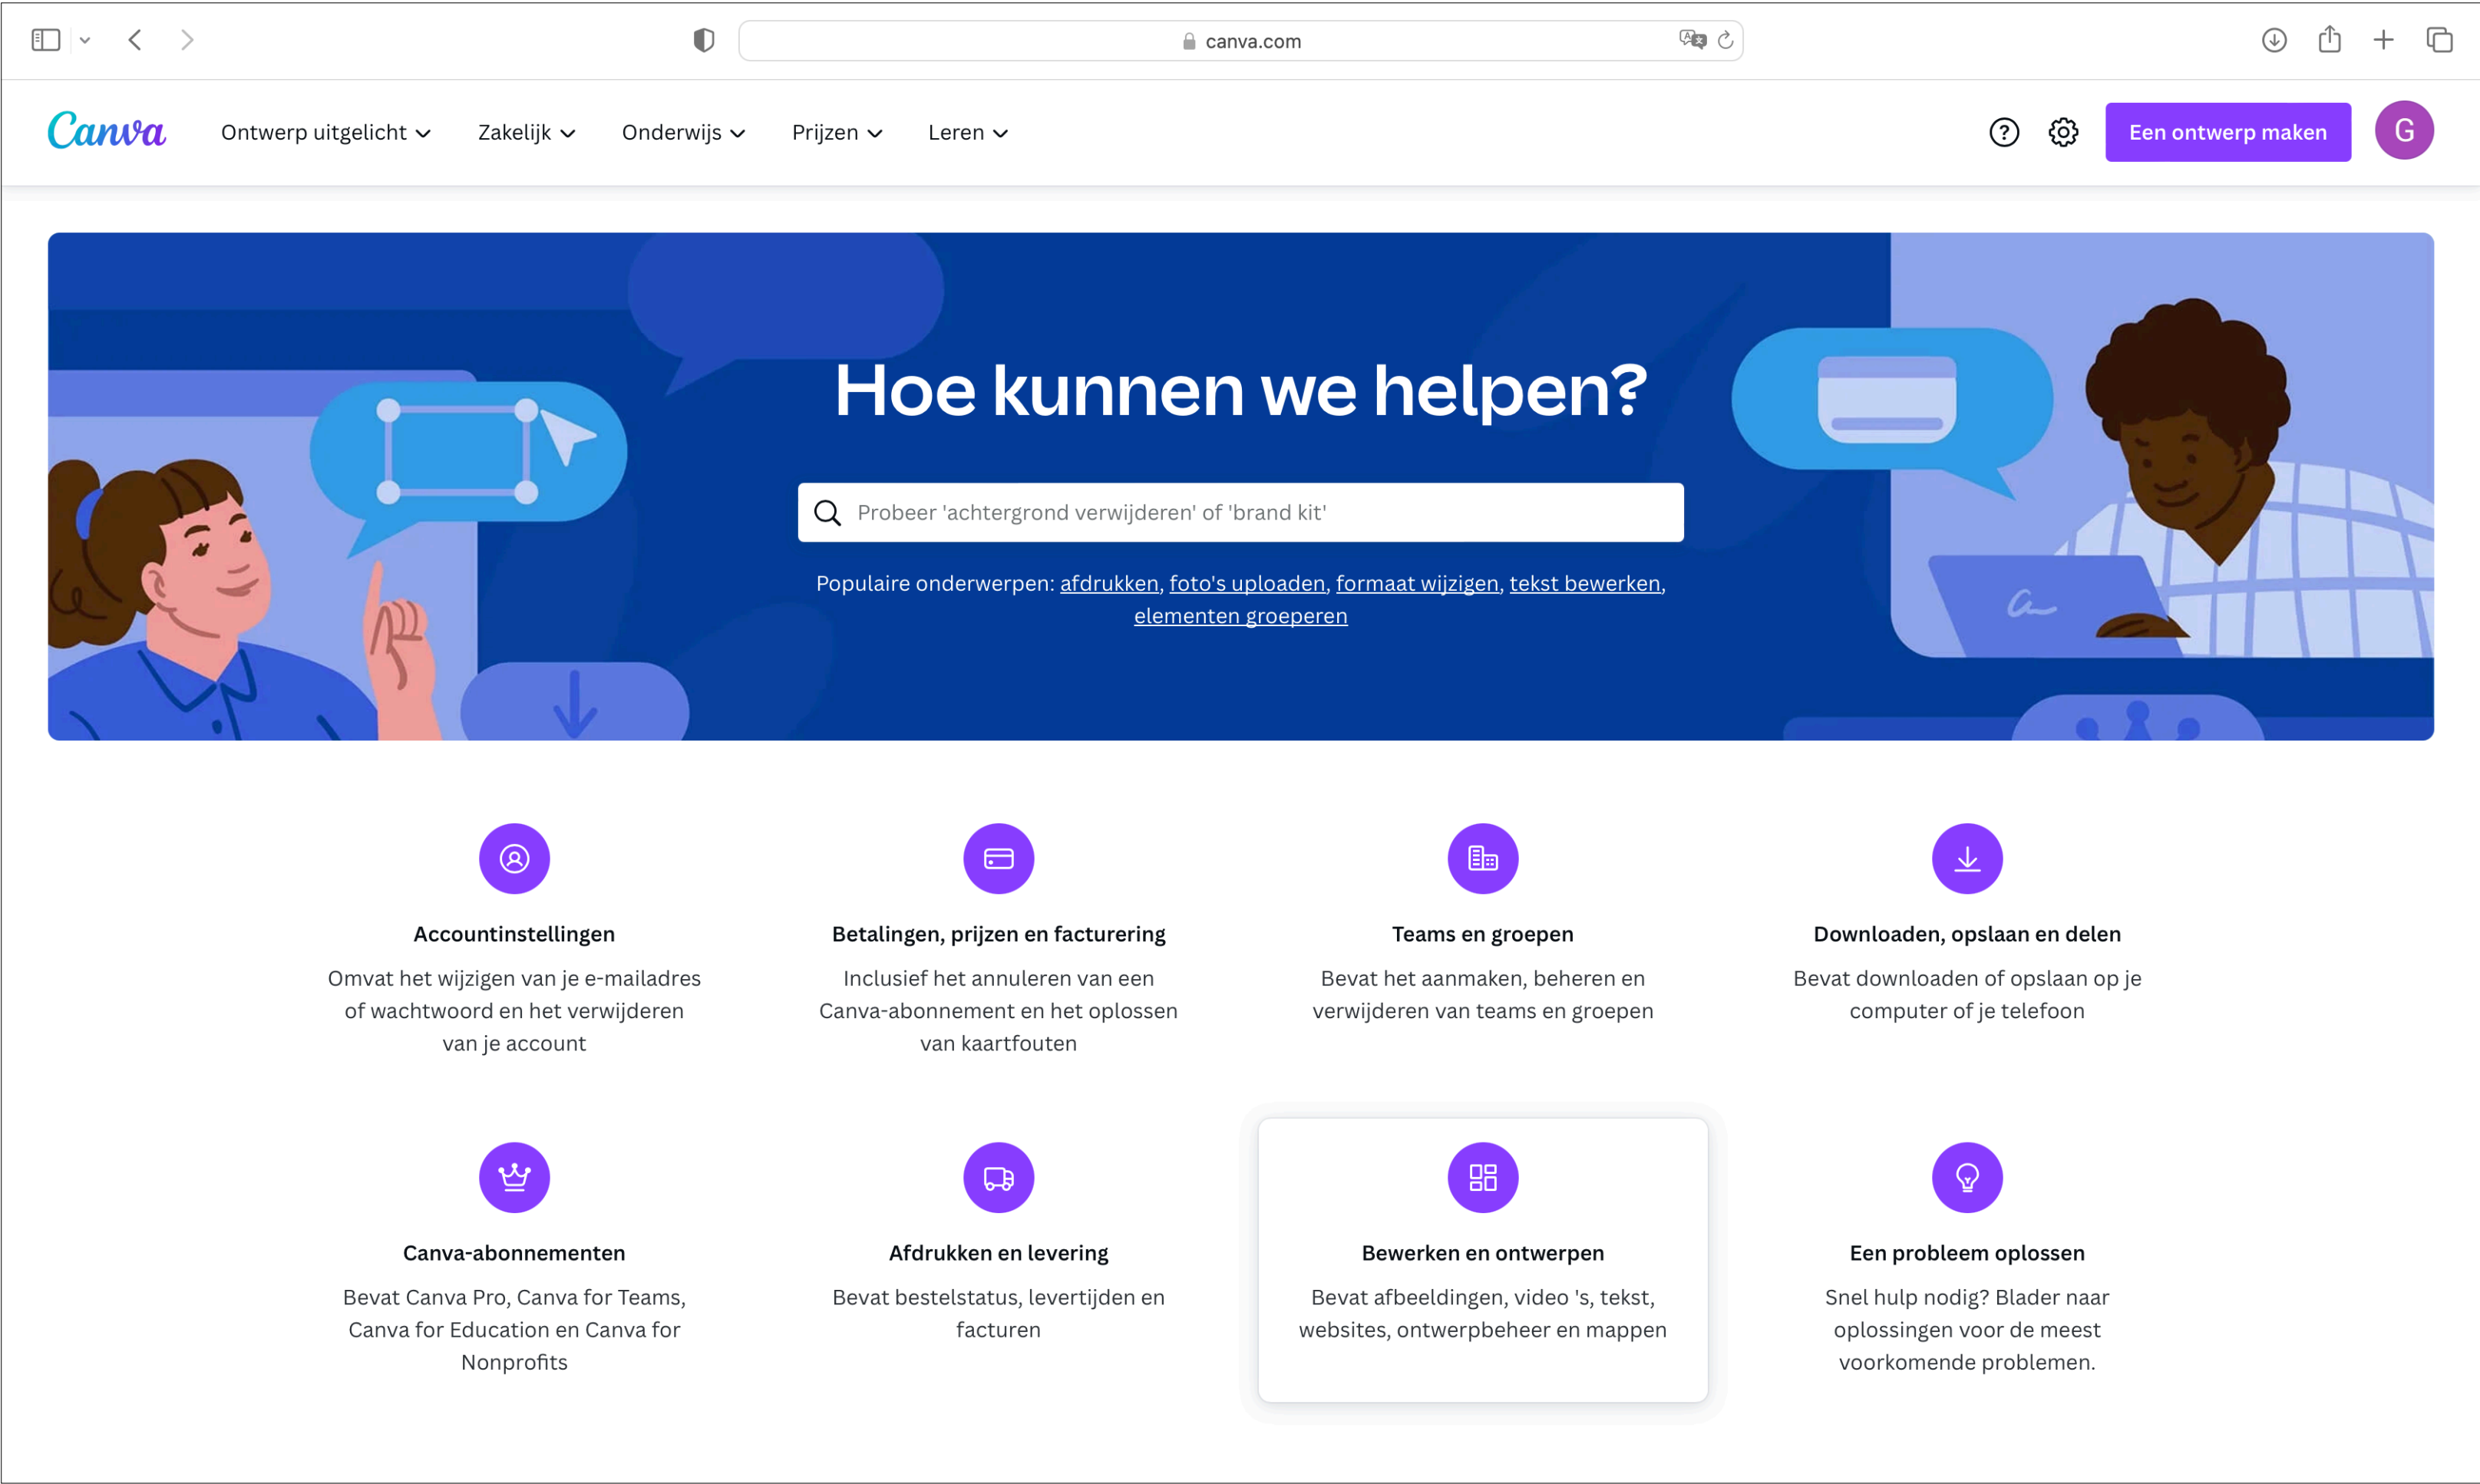 canva.com
Canva
Ontwerp uitgelicht
Zakelijk
Onderwijs
Prijzen
Leren
?
Een ontwerp maken
G
Hoe kunnen we helpen?
Probeer 'achtergrond verwijderen' of 'brand kit'
Populaire onderwerpen: afdrukken, foto's uploaden, formaat wijzigen, tekst bewerken,
elementen groeperen
Accountinstellingen
Omvat het wijzigen van je e-mailadres
of wachtwoord en het verwijderen
van je account
Betalingen, prijzen en facturering
Inclusief het annuleren van een
Canva-abonnement en het oplossen
van kaartfouten
Teams en groepen
Bevat het aanmaken, beheren en
verwijderen van teams en groepen
Downloaden, opslaan en delen
Bevat downloaden of opslaan op je
computer of je telefoon
Canva-abonnementen
Bevat Canva Pro, Canva for Teams,
Canva for Education en Canva for
Nonprofits
Afdrukken en levering
Bevat bestelstatus, levertijden en
facturen
Bewerken en ontwerpen
Bevat afbeeldingen, video 's, tekst,
websites, ontwerpbeheer en mappen
Een probleem oplossen
Snel hulp nodig? Blader naar
oplossingen voor de meest
voorkomende problemen.